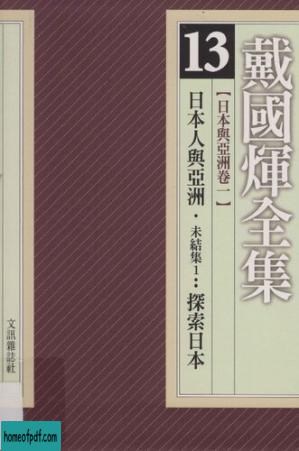 戴國煇全集
13
【日本與亞洲卷一】
日本人與亞洲・未結集1：探索日本
文訊雜誌社
homeofpdf.com